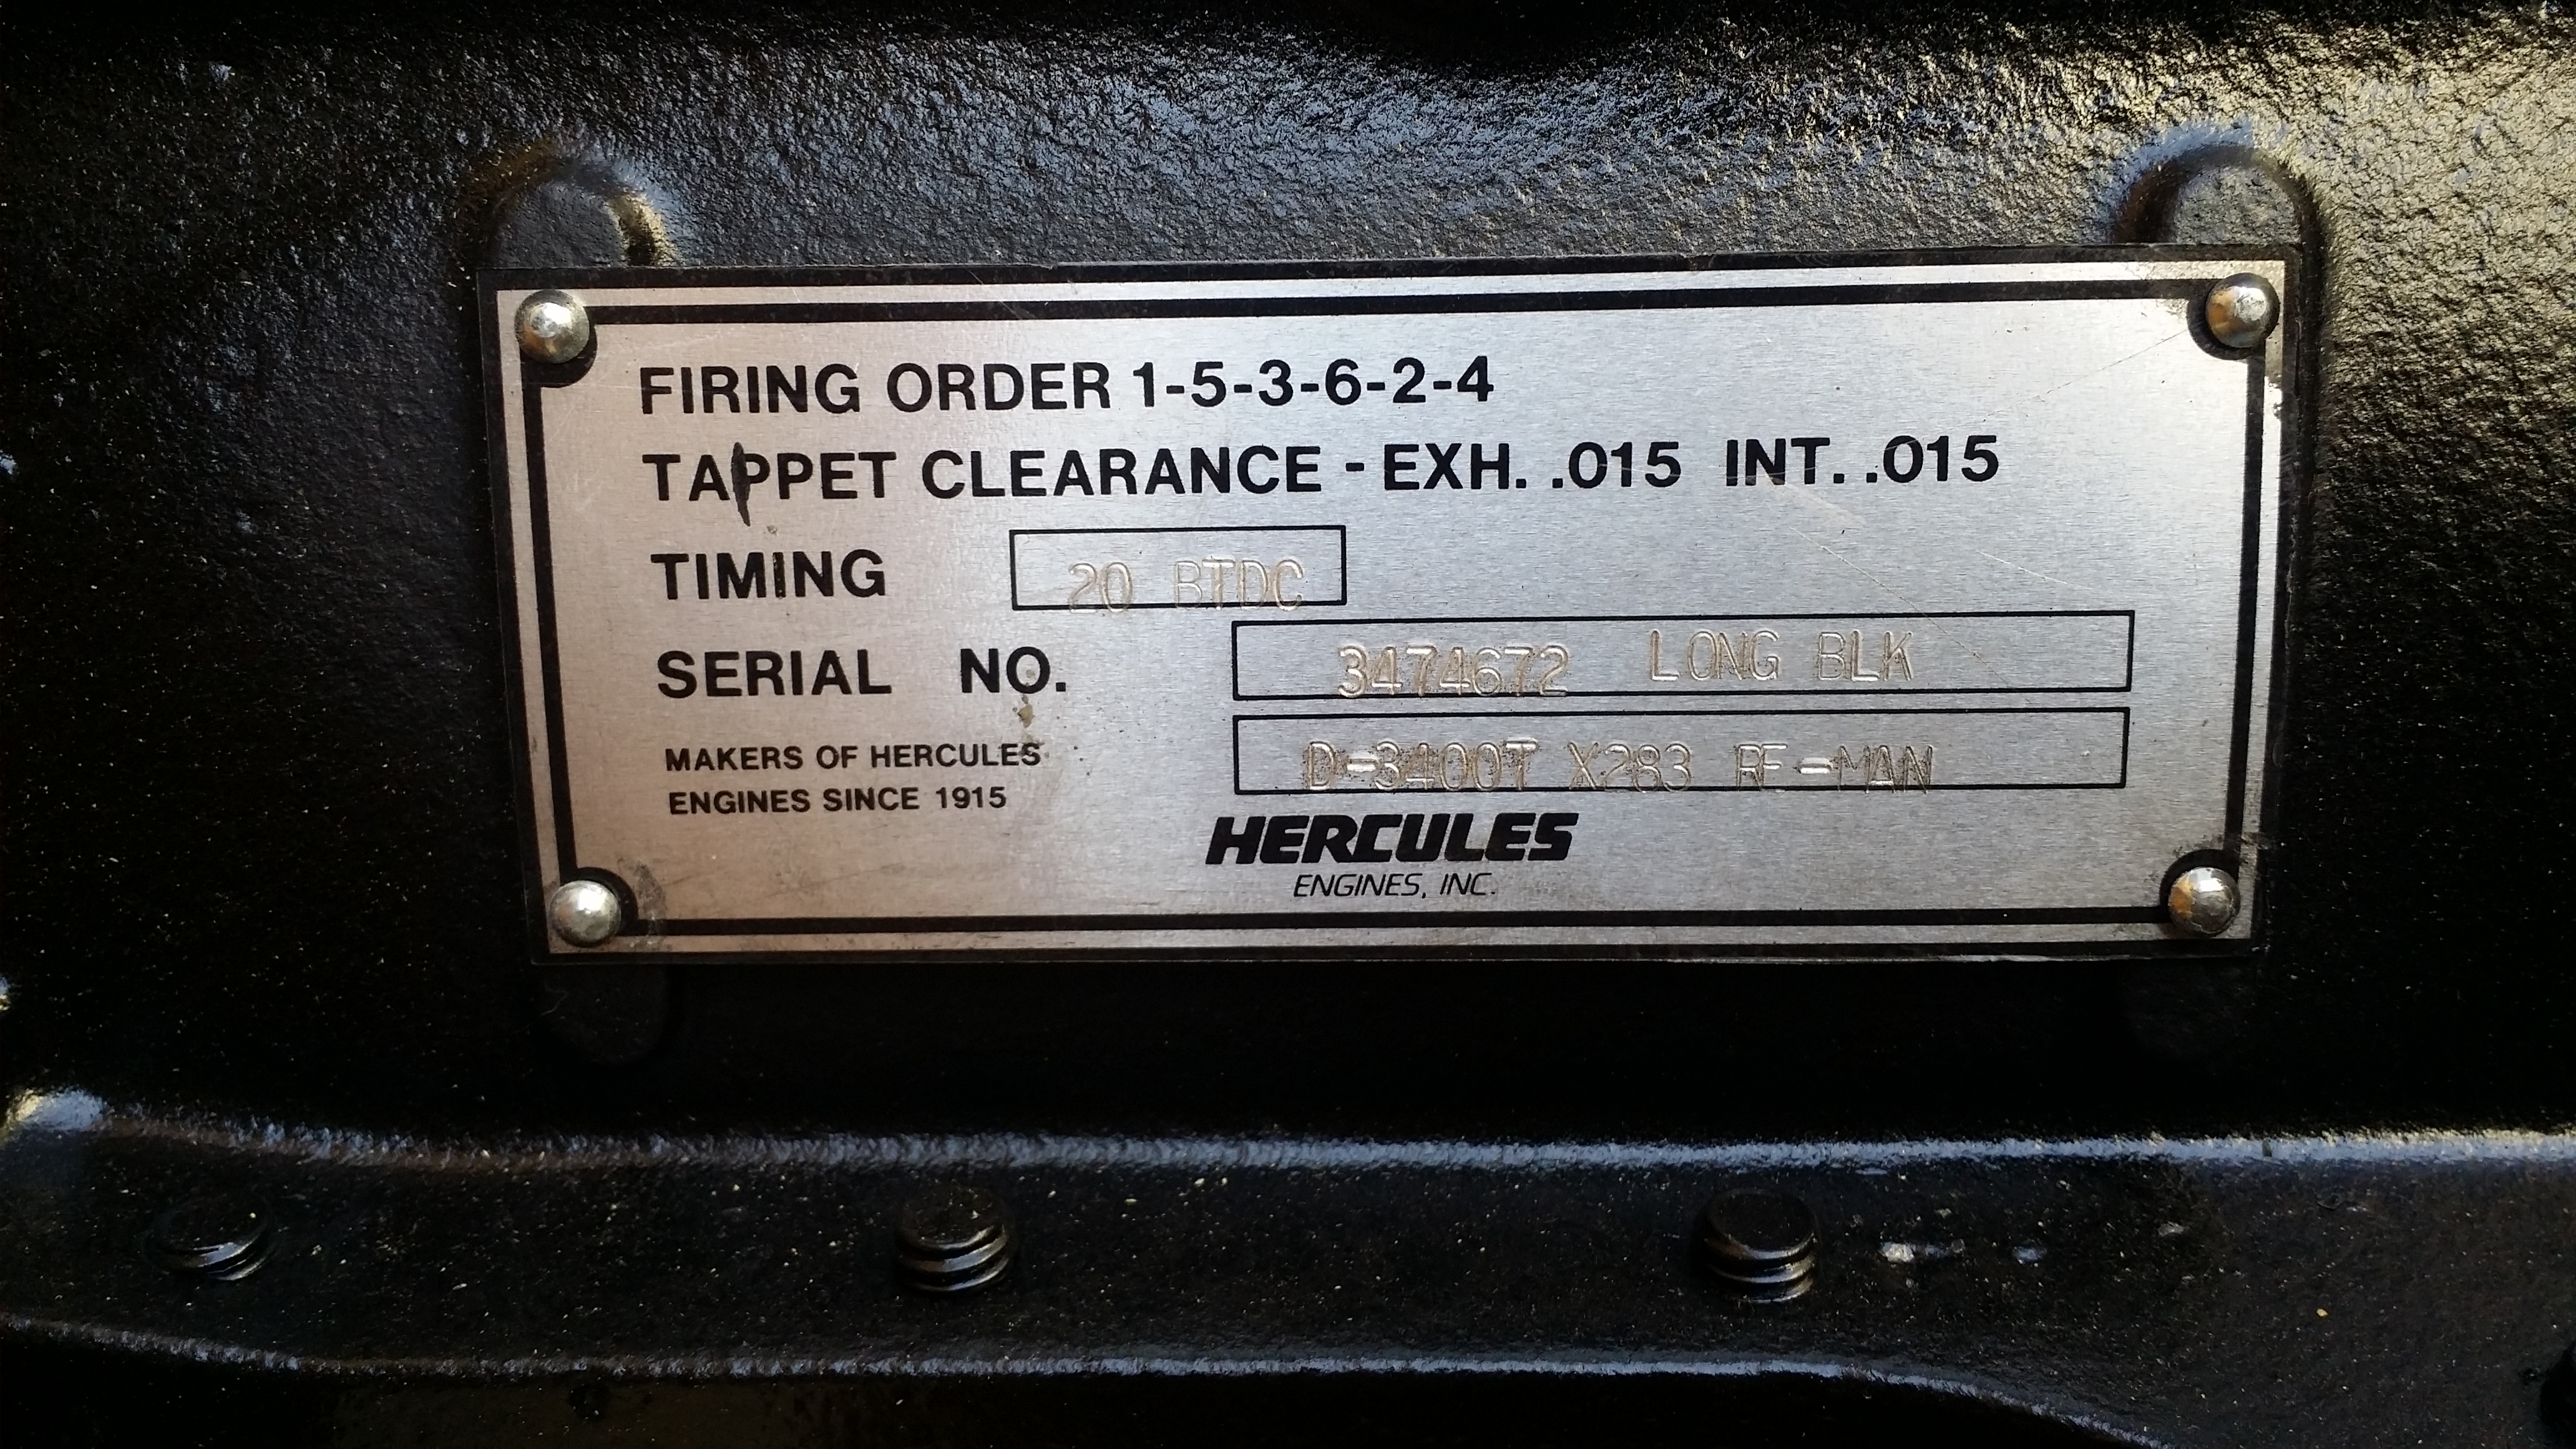 FIRING ORDER 1-5-3-6-2-4
TAPPET CLEARANCE - EXH. .015 INT. .015
TIMING 20 BTDC
SERIAL NO. 3474672 LONG BLK
D-3400T X283 RE-MAN
MAKERS OF HERCULES
ENGINES SINCE 1915
HERCULES
ENGINES, INC.